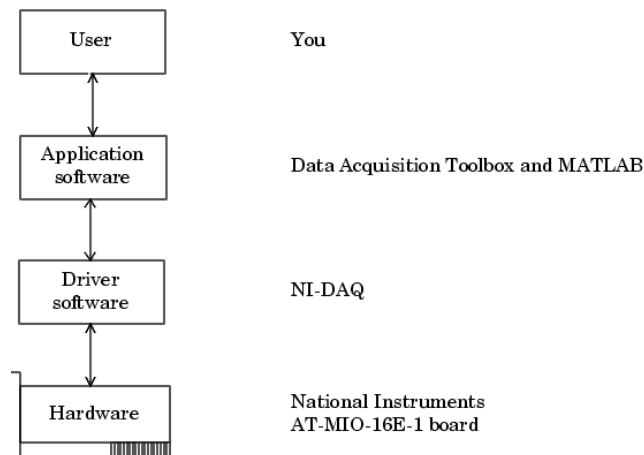 User
You
Application
software
Data Acquisition Toolbox and MATLAB
Driver
software
NI-DAQ
Hardware
National Instruments
AT-MIO-16E-1 board